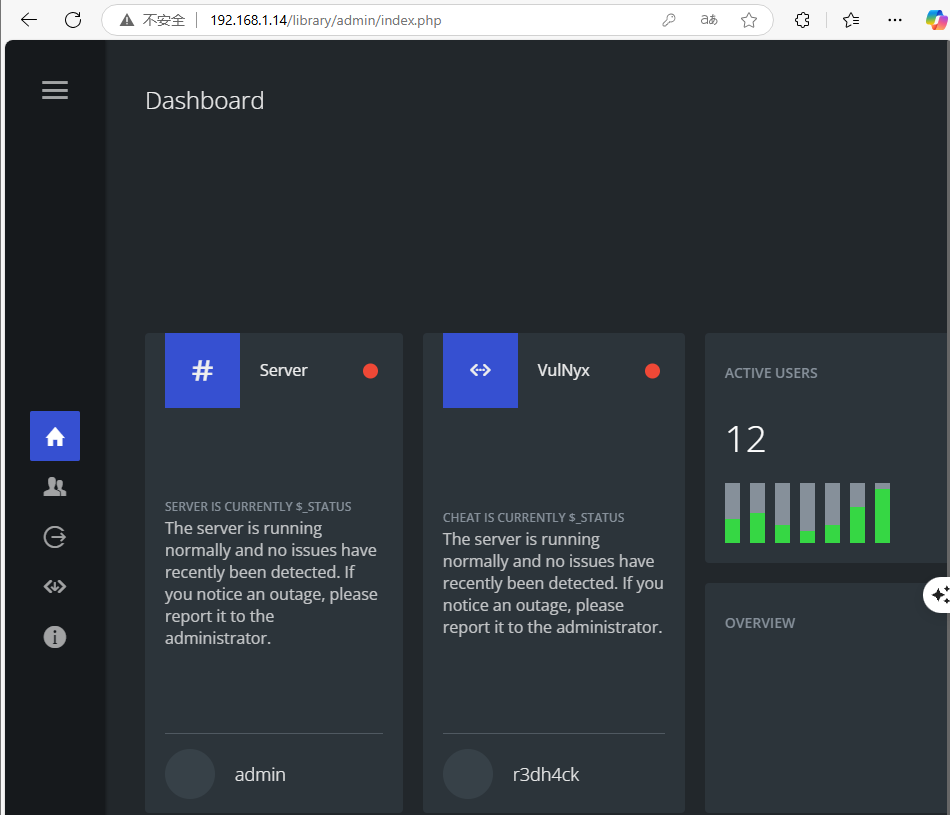 不安全
192.168.1.14/library/admin/index.php
aあ
Dashboard
# Server
VulNyx
ACTIVE USERS
12
SERVER IS CURRENTLY $_STATUS
The server is running
normally and no issues have
recently been detected. If
you notice an outage, please
report it to the
administrator.
CHEAT IS CURRENTLY $_STATUS
The server is running
normally and no issues have
recently been detected. If you
notice an outage, please
report it to the administrator.
OVERVIEW
admin
r3dh4ck